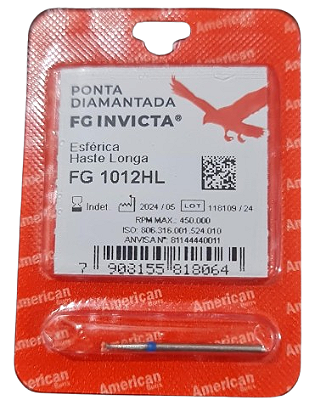 PONTA
DIAMANTADA
FG INVICTA®
Esférica
Haste Longa
FG 1012HL
Indet. 2024 / 05 LOT 118109 / 24
RPM MAX.: 450.000
ISO: 806.316.001.524.010
ANVISA Nº: 81144440011
7 908155 818064
American
Burs